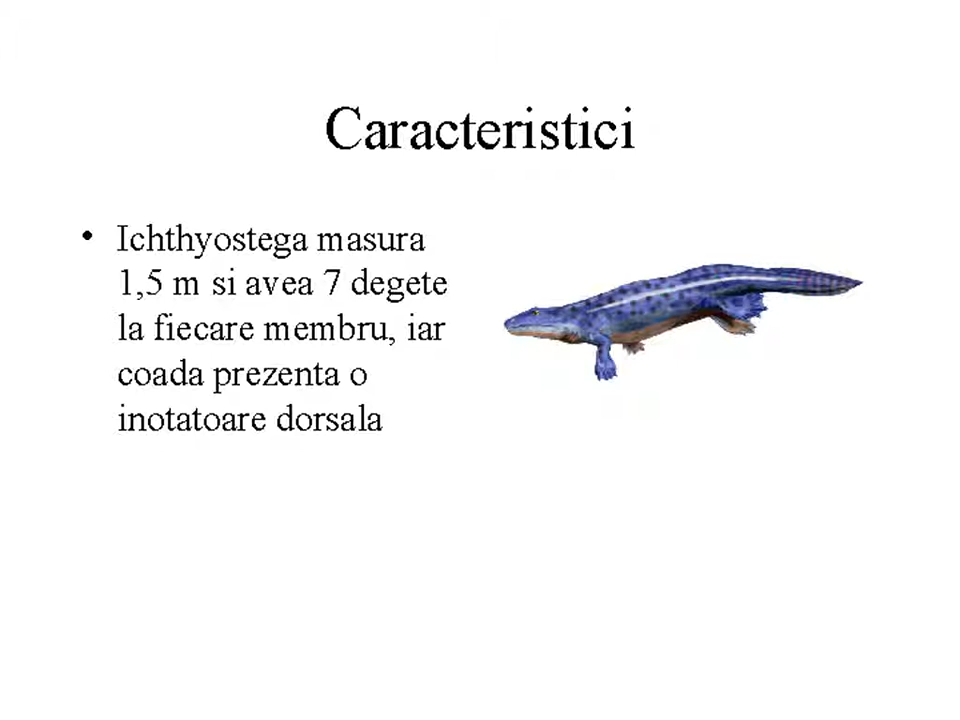 Caracteristici
• Ichthyostega masura
1,5 m si avea 7 degete
la fiecare membru, iar
coada prezenta o
inotatoare dorsala